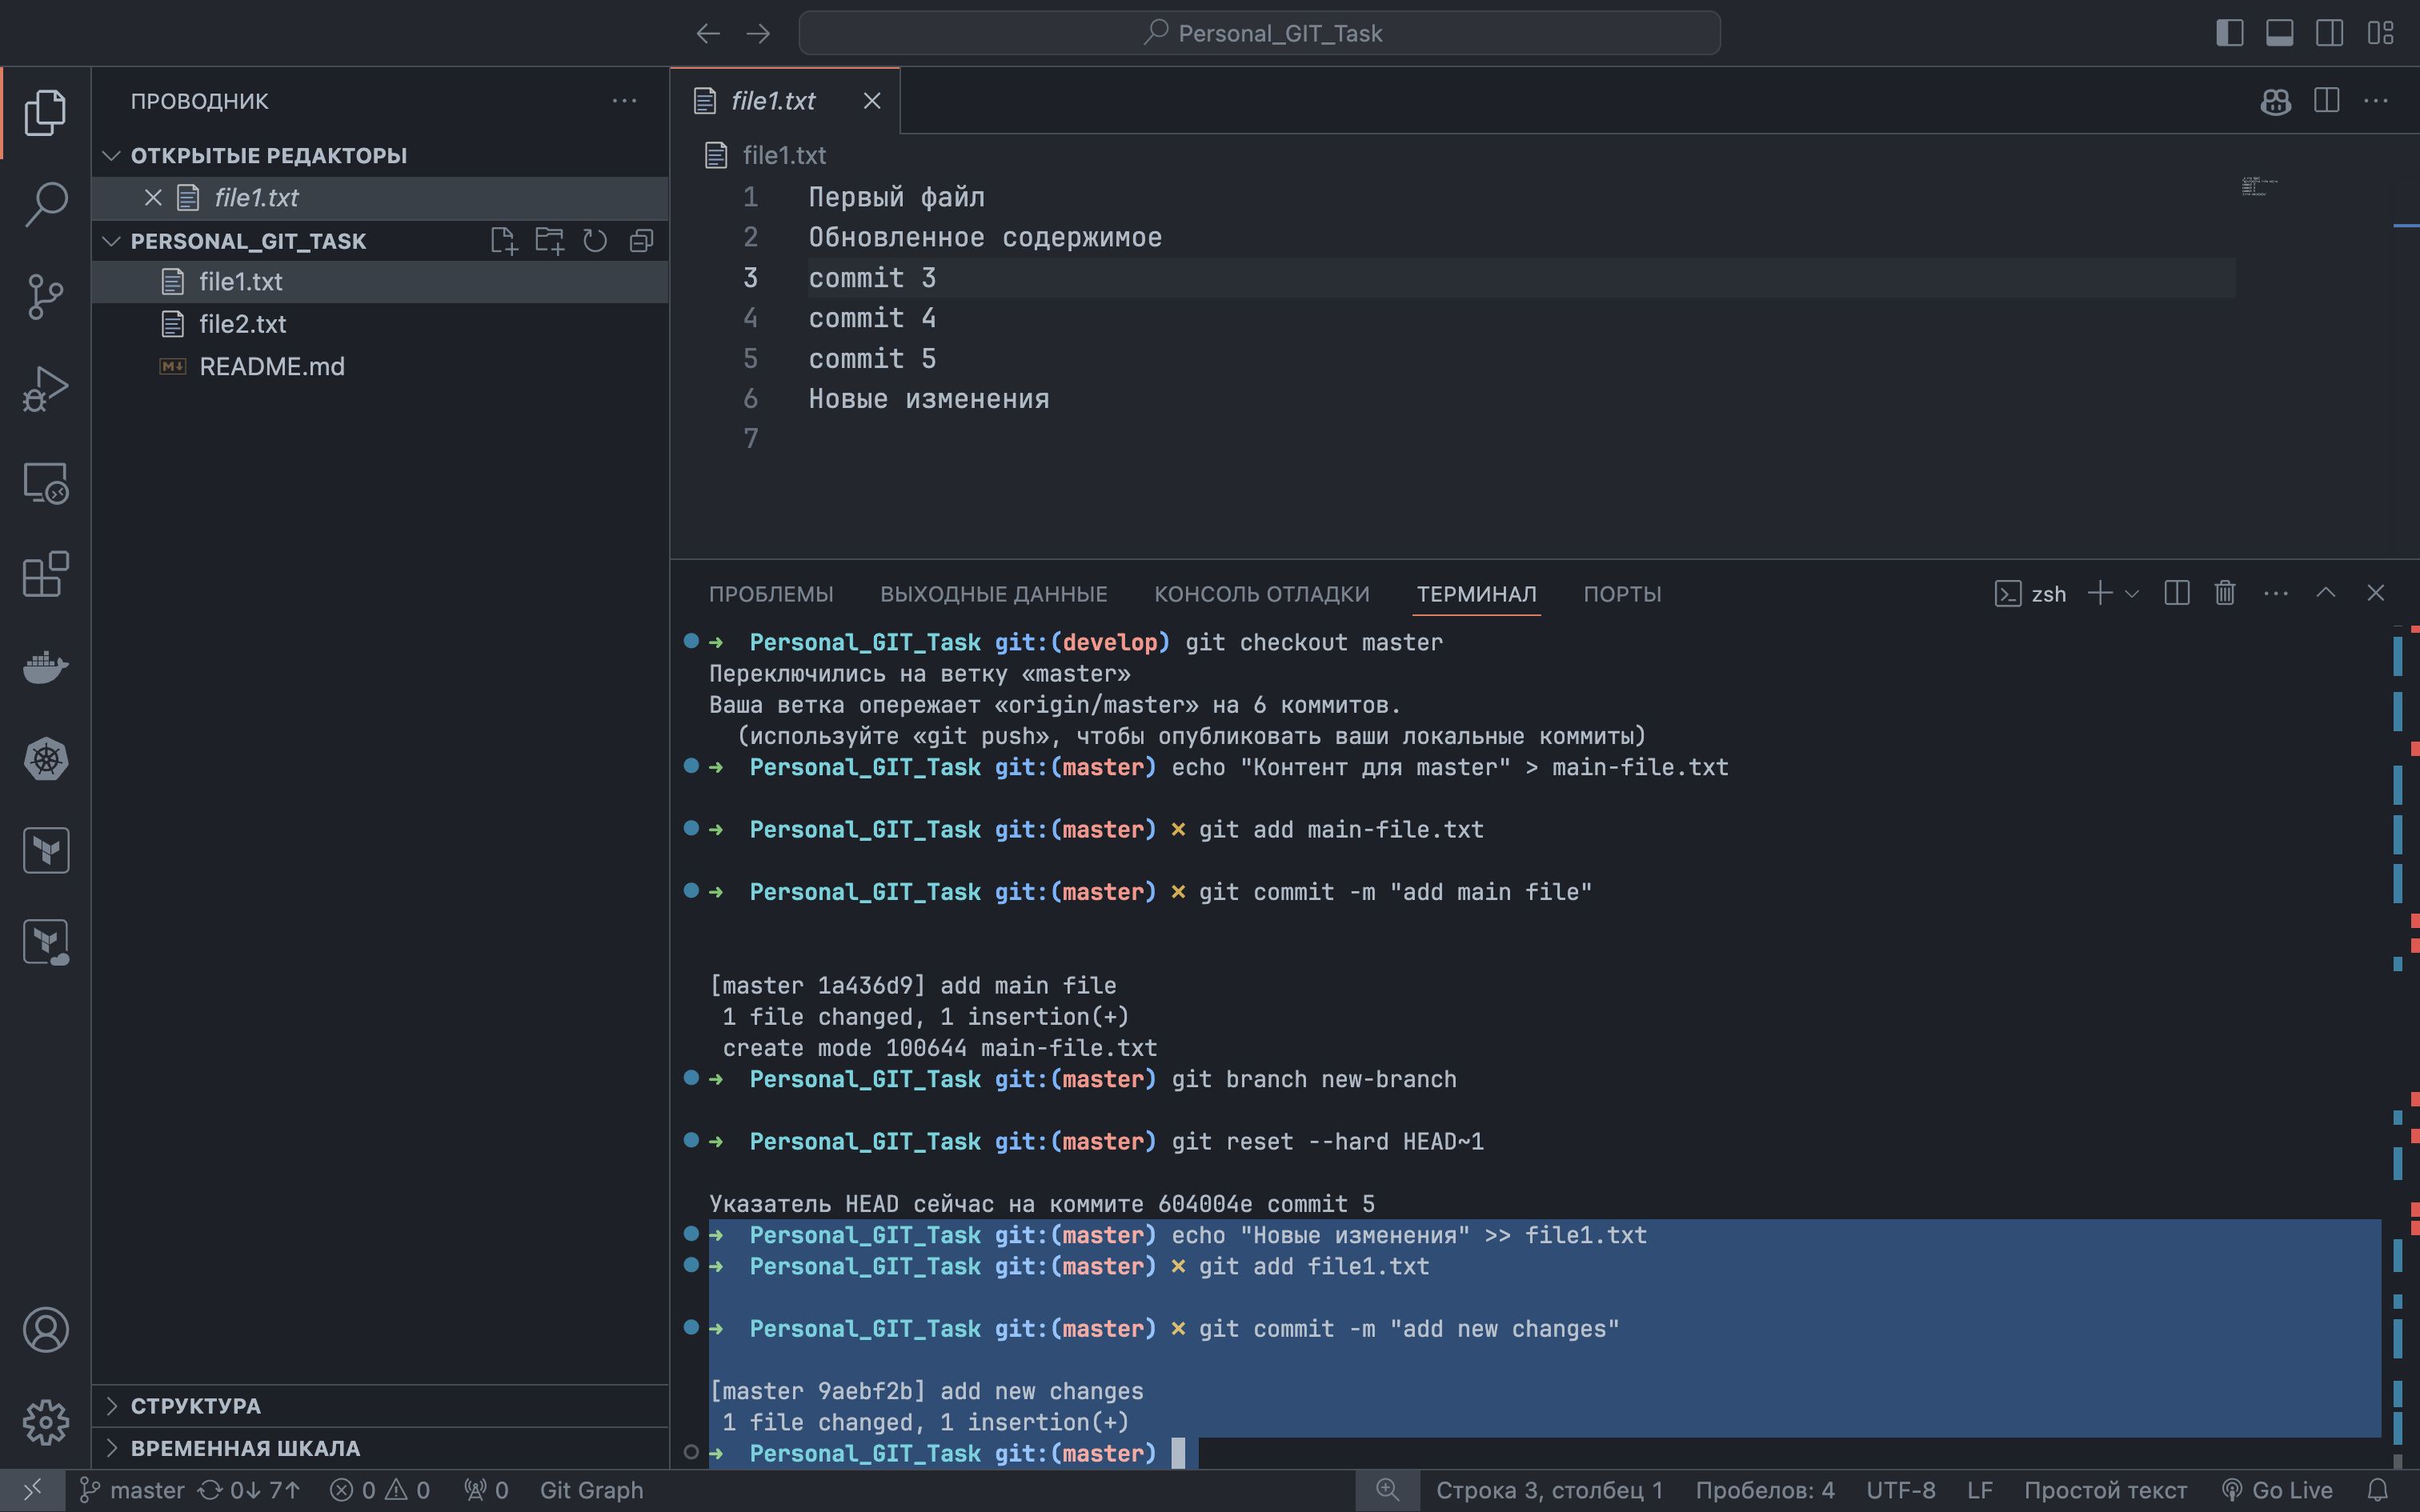 Personal_GIT_Task
ПРОВОДНИК
ОТКРЫТЫЕ РЕДАКТОРЫ
file1.txt
PERSONAL_GIT_TASK
file1.txt
file2.txt
README.md
СТРУКТУРА
ВРЕМЕННАЯ ШКАЛА
file1.txt
file1.txt
1 Первый файл
2 Обновленное содержимое
3 commit 3
4 commit 4
5 commit 5
6 Новые изменения
7
ПРОБЛЕМЫ ВЫХОДНЫЕ ДАННЫЕ КОНСОЛЬ ОТЛАДКИ ТЕРМИНАЛ ПОРТЫ zsh
➜ Personal_GIT_Task git:(develop) git checkout master
Переключились на ветку «master»
Ваша ветка опережает «origin/master» на 6 коммитов.
(используйте «git push», чтобы опубликовать ваши локальные коммиты)
➜ Personal_GIT_Task git:(master) echo "Контент для master" > main-file.txt
➜ Personal_GIT_Task git:(master) ✗ git add main-file.txt
➜ Personal_GIT_Task git:(master) ✗ git commit -m "add main file"
[master 1a436d9] add main file
1 file changed, 1 insertion(+)
create mode 100644 main-file.txt
➜ Personal_GIT_Task git:(master) git branch new-branch
➜ Personal_GIT_Task git:(master) git reset --hard HEAD~1
Указатель HEAD сейчас на коммите 604004e commit 5
➜ Personal_GIT_Task git:(master) echo "Новые изменения" >> file1.txt
➜ Personal_GIT_Task git:(master) ✗ git add file1.txt
➜ Personal_GIT_Task git:(master) ✗ git commit -m "add new changes"
[master 9aebf2b] add new changes
1 file changed, 1 insertion(+)
➜ Personal_GIT_Task git:(master)
master 0↓ 7↑ 0 0 0 Git Graph Строка 3, столбец 1 Пробелов: 4 UTF-8 LF Простой текст Go Live